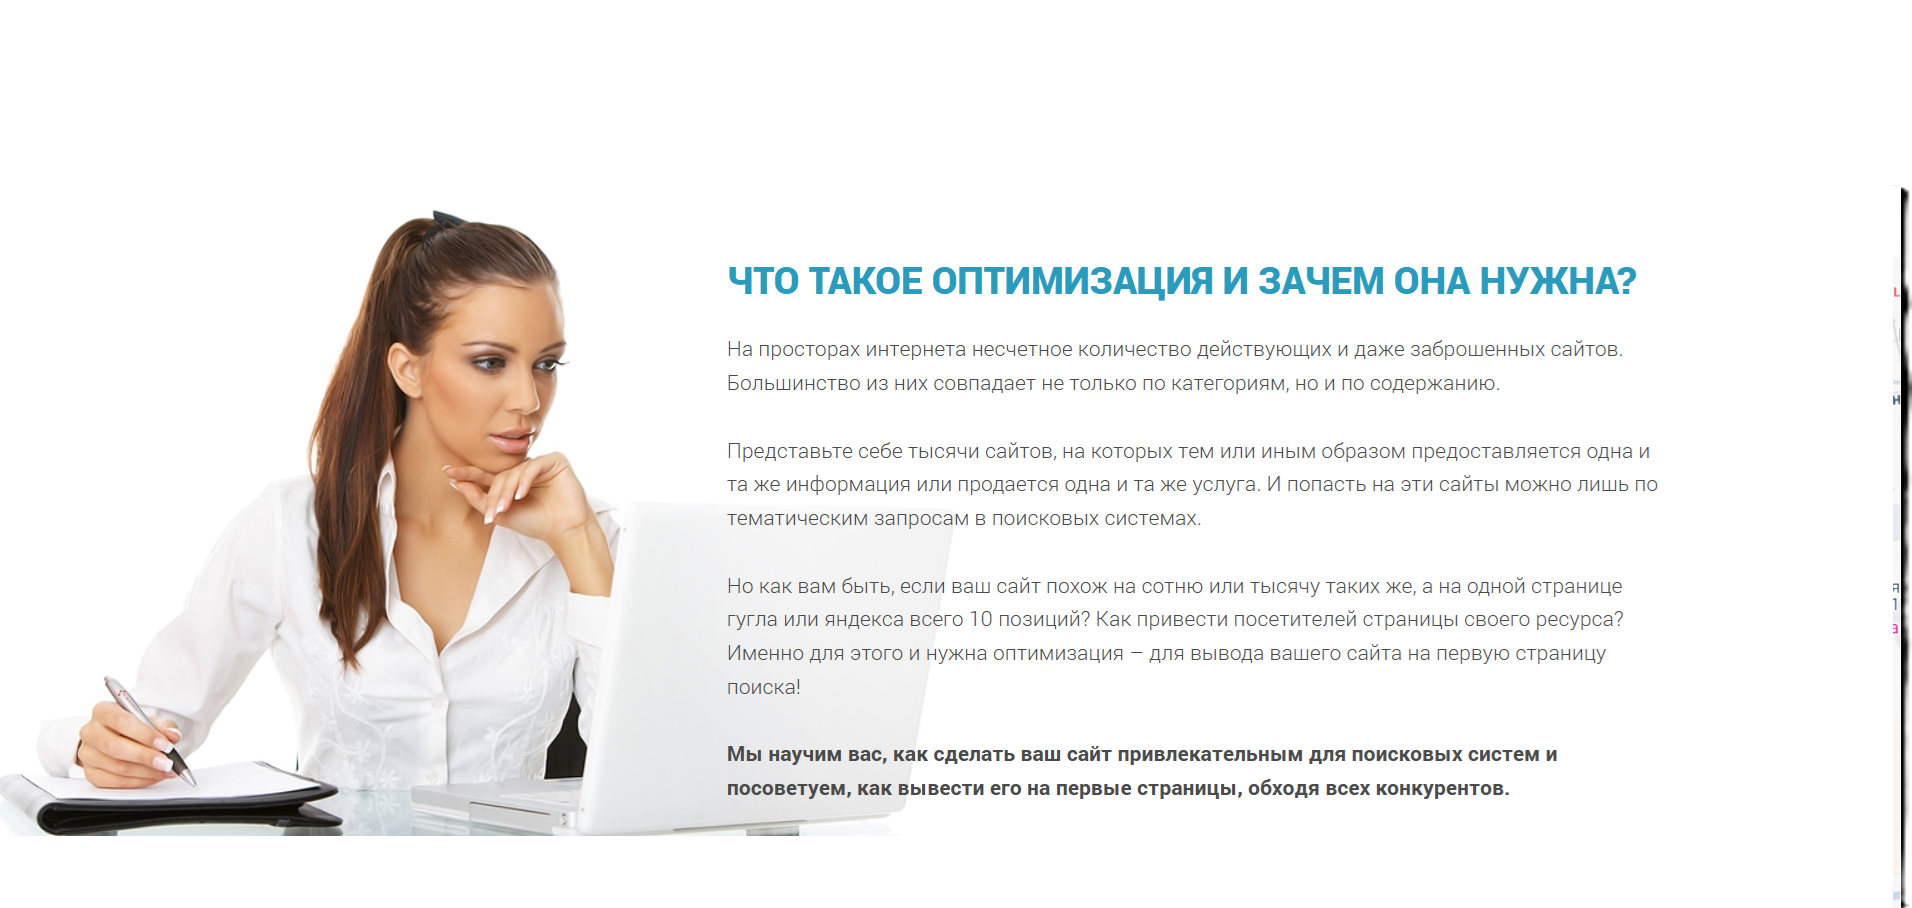 ЧТО ТАКОЕ ОПТИМИЗАЦИЯ И ЗАЧЕМ ОНА НУЖНА?
На просторах интернета несчетное количество действующих и даже заброшенных сайтов.
Большинство из них совпадает не только по категориям, но и по содержанию.
Представьте себе тысячи сайтов, на которых тем или иным образом предоставляется одна и
та же информация или продается одна и та же услуга. И попасть на эти сайты можно лишь по
тематическим запросам в поисковых системах.
Но как вам быть, если ваш сайт похож на сотню или тысячу таких же, а на одной странице
гугла или яндекса всего 10 позиций? Как привести посетителей страницы своего ресурса?
Именно для этого и нужна оптимизация – для вывода вашего сайта на первую страницу
поиска!
Мы научим вас, как сделать ваш сайт привлекательным для поисковых систем и
посоветуем, как вывести его на первые страницы, обходя всех конкурентов.